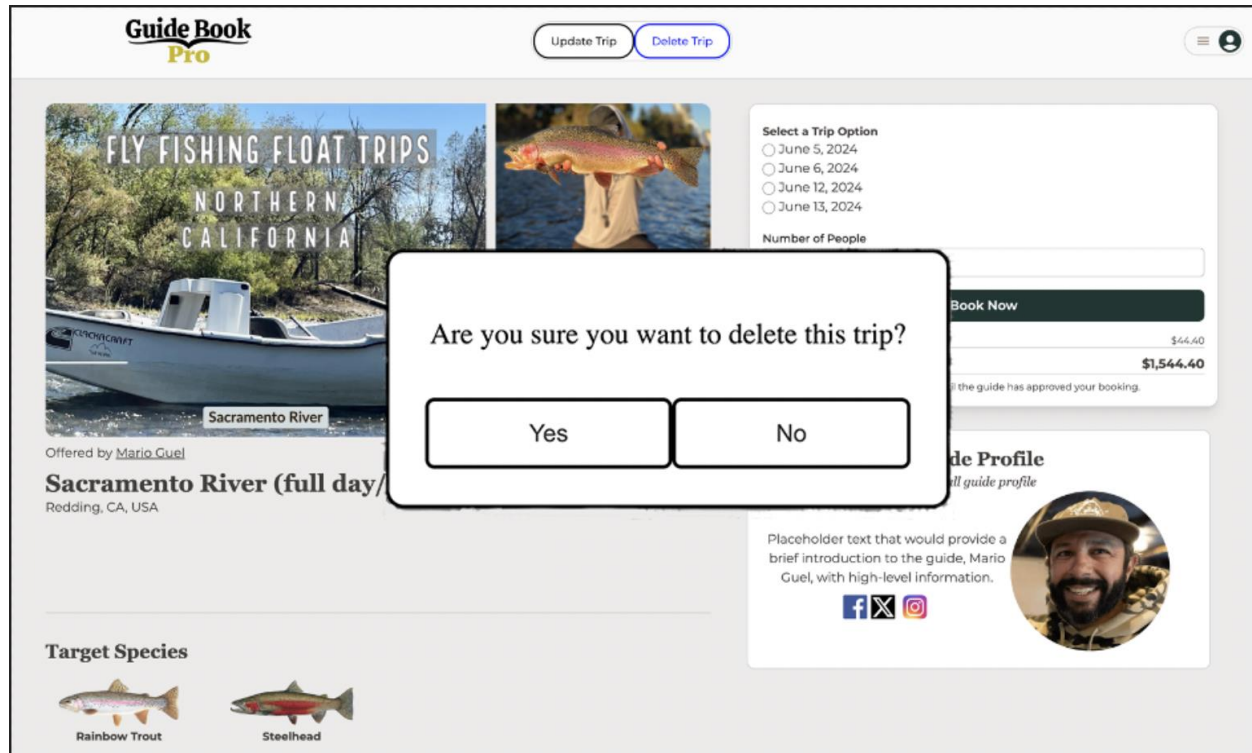 Guide Book
Pro
Update Trip
Delete Trip
FLY FISHING FLOAT TRIPS
NORTHERN
CALIFORNIA
Sacramento River
Offered by Mario Guel
Sacramento River (full day/
Redding, CA, USA
Target Species
Rainbow Trout
Steelhead
Select a Trip Option
June 5, 2024
June 6, 2024
June 12, 2024
June 13, 2024
Number of People
Book Now
$44.40
$1,544.40
the guide has approved your booking.
Are you sure you want to delete this trip?
Yes
No
Profile
guide profile
Placeholder text that would provide a
brief introduction to the guide, Mario
Guel, with high-level information.